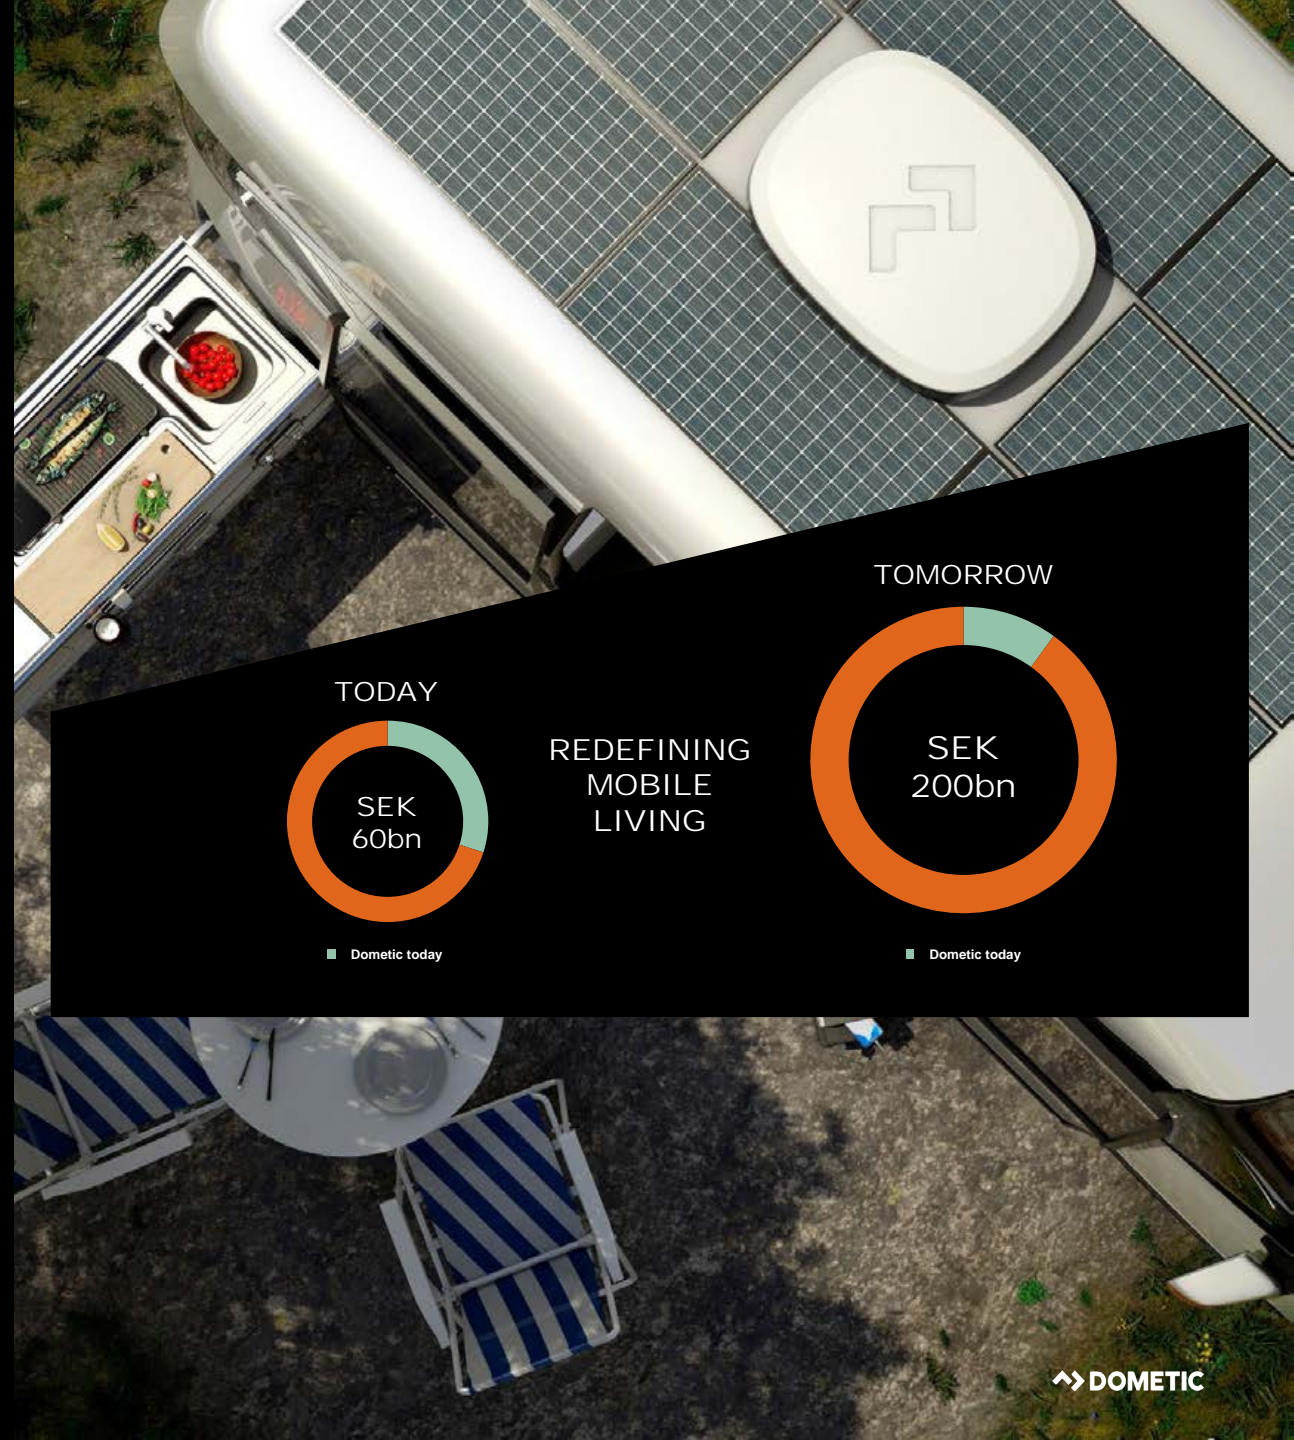 TOMORROW
TODAY
SEK
60bn
REDEFINING
MOBILE
LIVING
SEK
200bn
Dometic today
Dometic today
DOMETIC